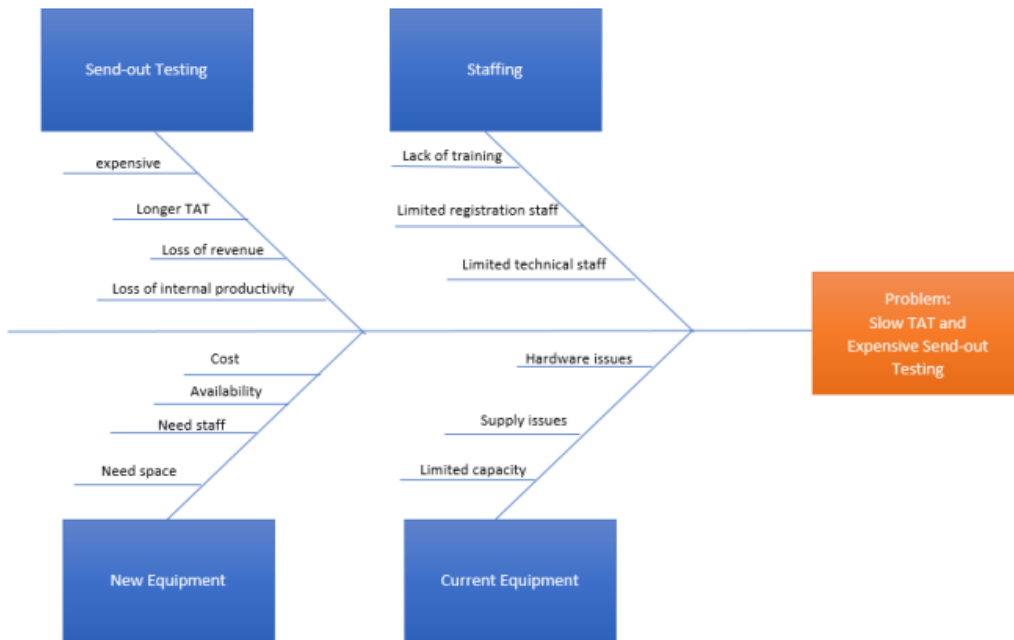 Send-out Testing
Staffing
expensive
Longer TAT
Loss of revenue
Loss of internal productivity
Lack of training
Limited registration staff
Limited technical staff
Problem:
Slow TAT and
Expensive Send-out
Testing
Cost
Availability
Need staff
Need space
Hardware issues
Supply issues
Limited capacity
New Equipment
Current Equipment